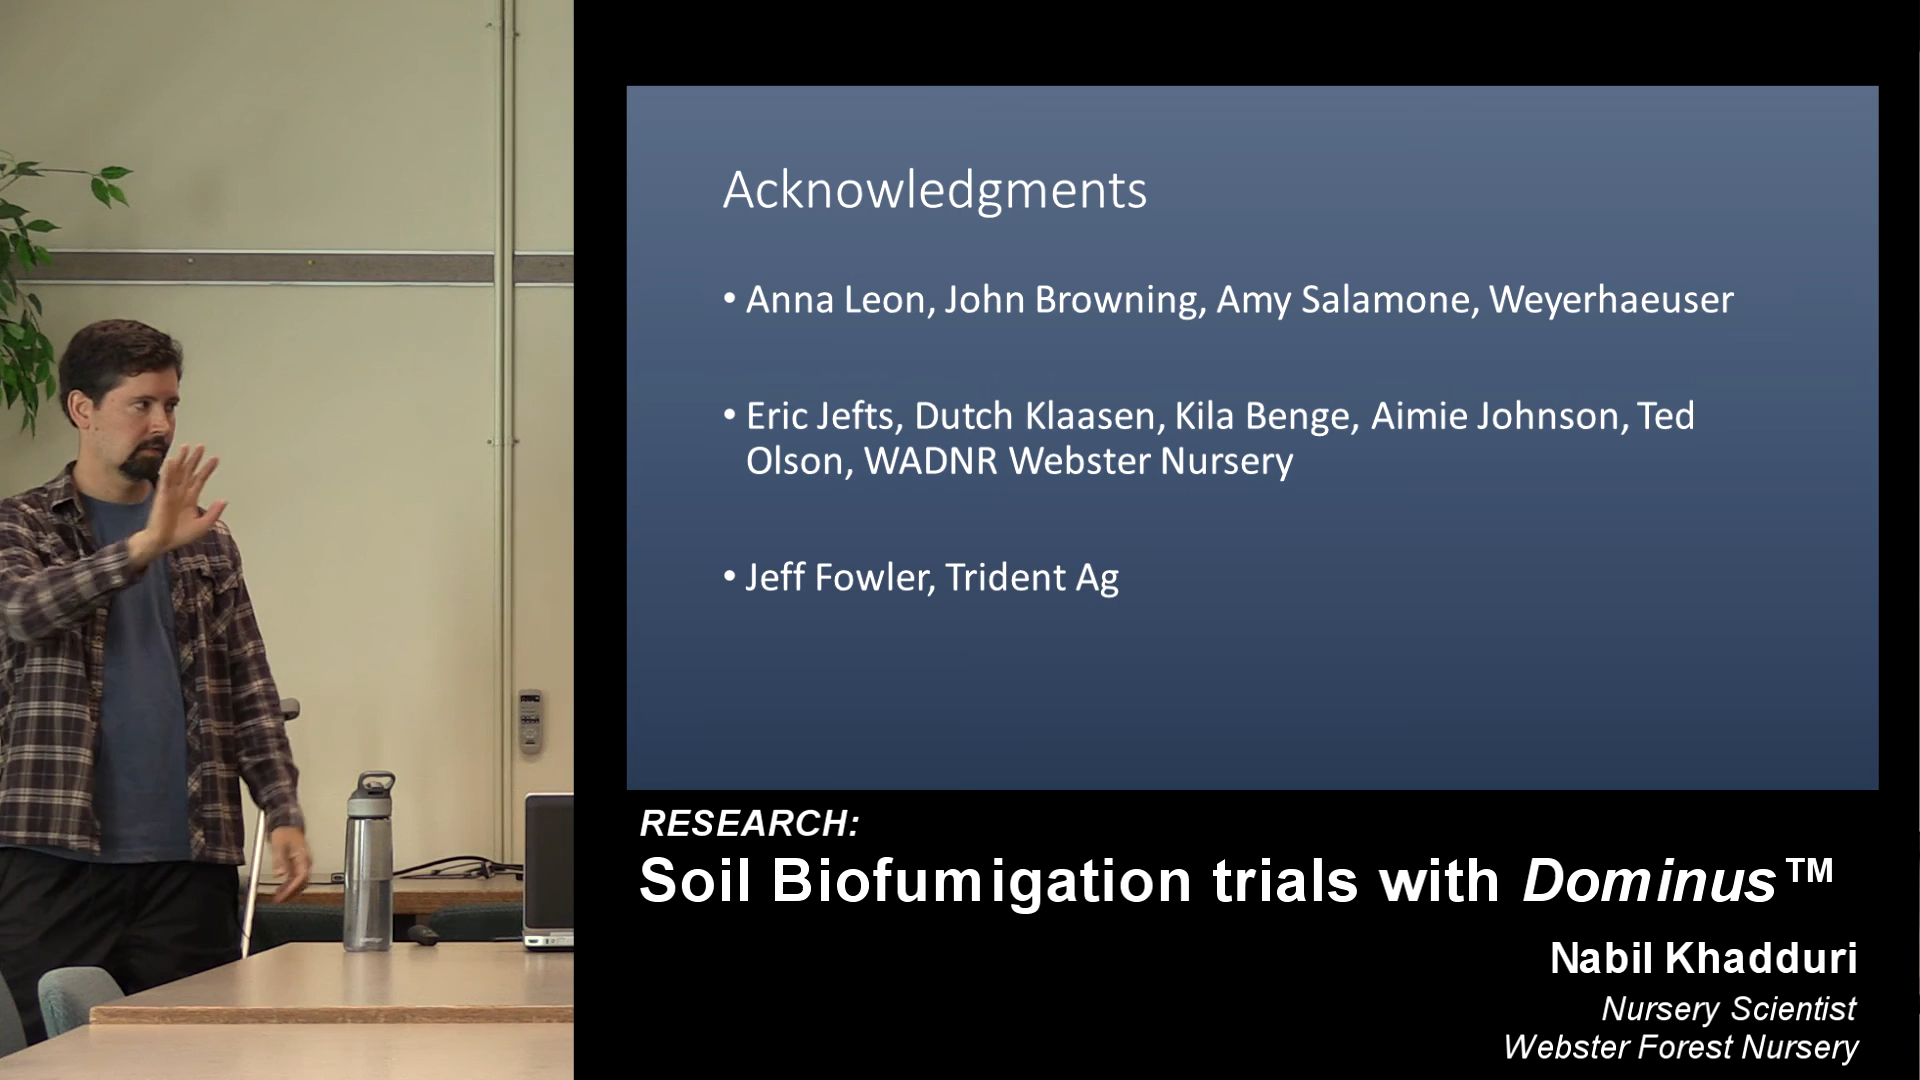 Acknowledgments
• Anna Leon, John Browning, Amy Salamone, Weyerhaeuser
• Eric Jefts, Dutch Klaasen, Kila Benge, Aimie Johnson, Ted
Olson, WADNR Webster Nursery
• Jeff Fowler, Trident Ag
RESEARCH:
Soil Biofumigation trials with Dominus™
Nabil Khadduri
Nursery Scientist
Webster Forest Nursery